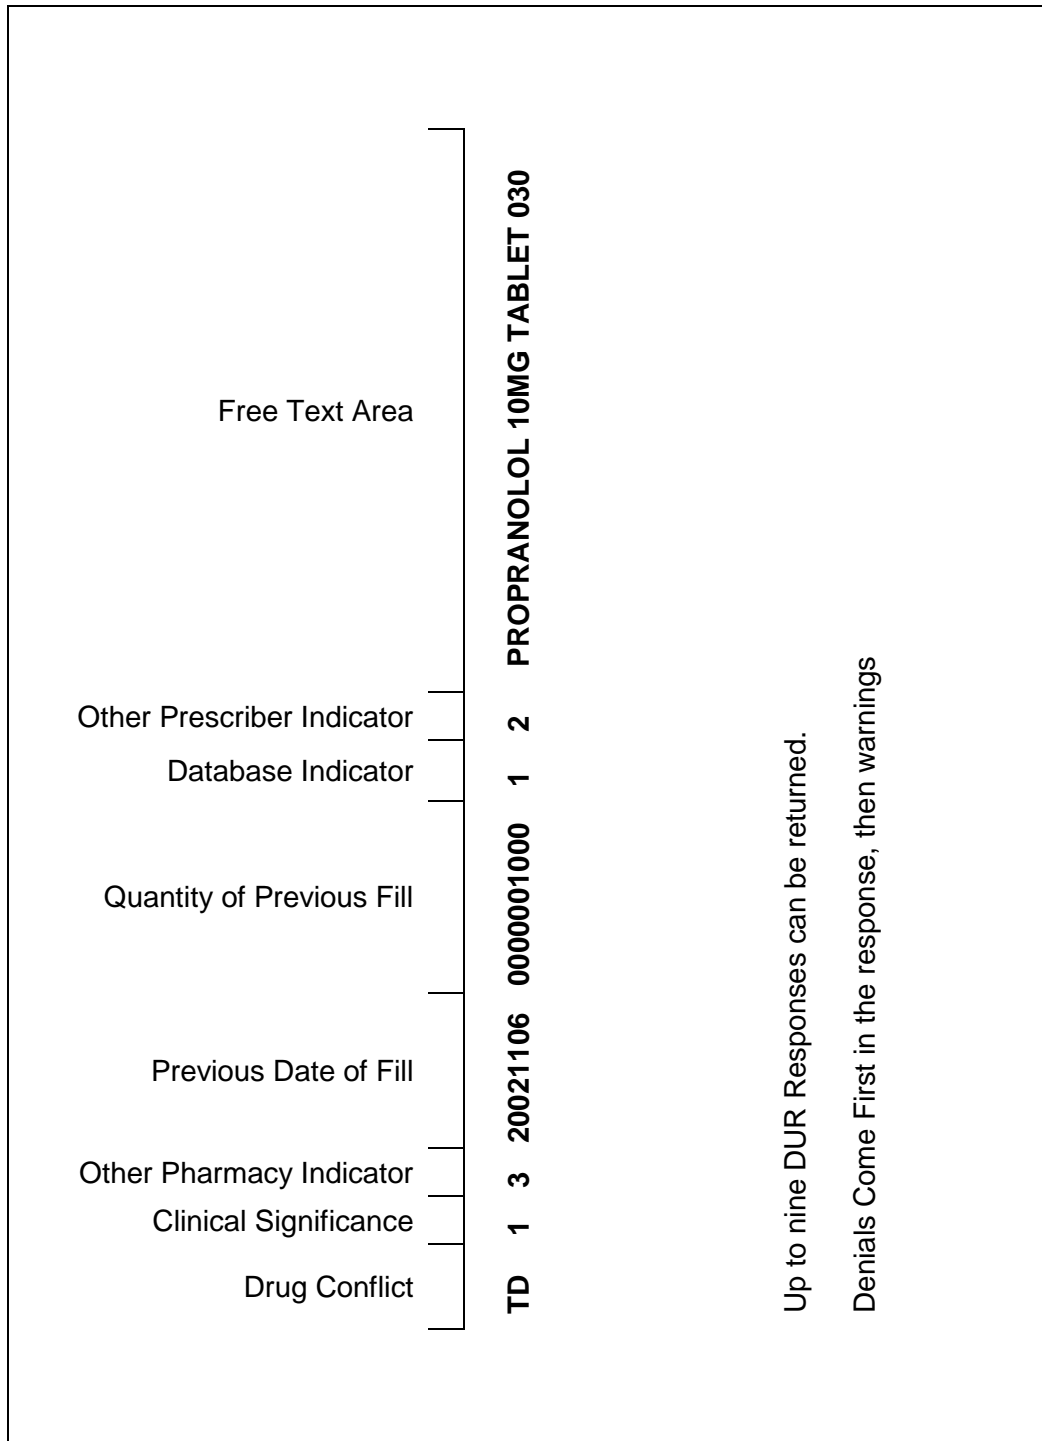 Free Text Area
Other Prescriber Indicator
Database Indicator
Quantity of Previous Fill
Previous Date of Fill
Other Pharmacy Indicator
Clinical Significance
Drug Conflict
TD 1 3 20021106 0000001000 1 2 PROPRANOLOL 10MG TABLET 030
Up to nine DUR Responses can be returned.
Denials Come First in the response, then warnings